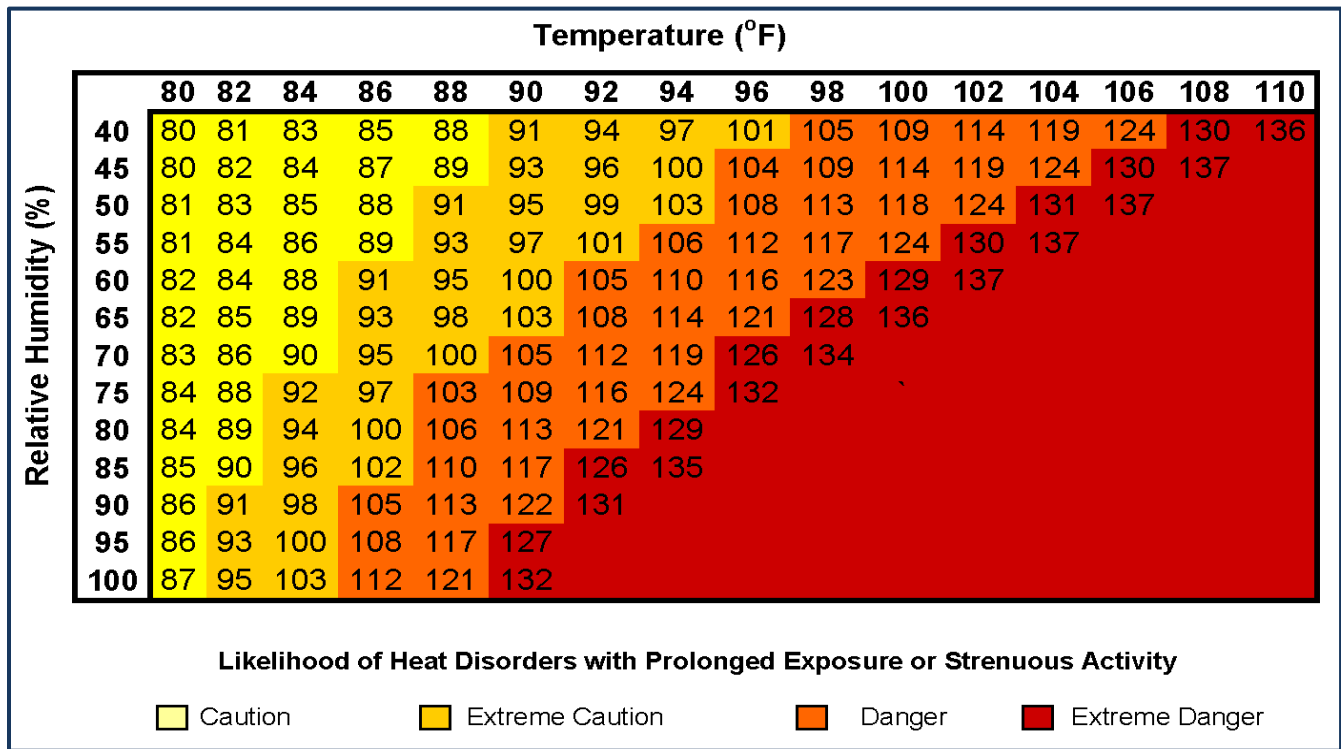 Temperature (°F)
80 82 84 86 88 90 92 94 96 98 100 102 104 106 108 110
Relative Humidity (%)
40 80 81 83 85 88 91 94 97 101 105 109 114 119 124 130 136
45 80 82 84 87 89 93 96 100 104 109 114 119 124 130 137
50 81 83 85 88 91 95 99 103 108 113 118 124 131 137
55 81 84 86 89 93 97 101 106 112 117 124 130 137
60 82 84 88 91 95 100 105 110 116 123 129 137
65 82 85 89 93 98 103 108 114 121 128 136
70 83 86 90 95 100 105 112 119 126 134
75 84 88 92 97 103 109 116 124 132
80 84 89 94 100 106 113 121 129
85 85 90 96 102 110 117 126 135
90 86 91 98 105 113 122 131
95 86 93 100 108 117 127
100 87 95 103 112 121 132
Likelihood of Heat Disorders with Prolonged Exposure or Strenuous Activity
Caution Extreme Caution Danger Extreme Danger